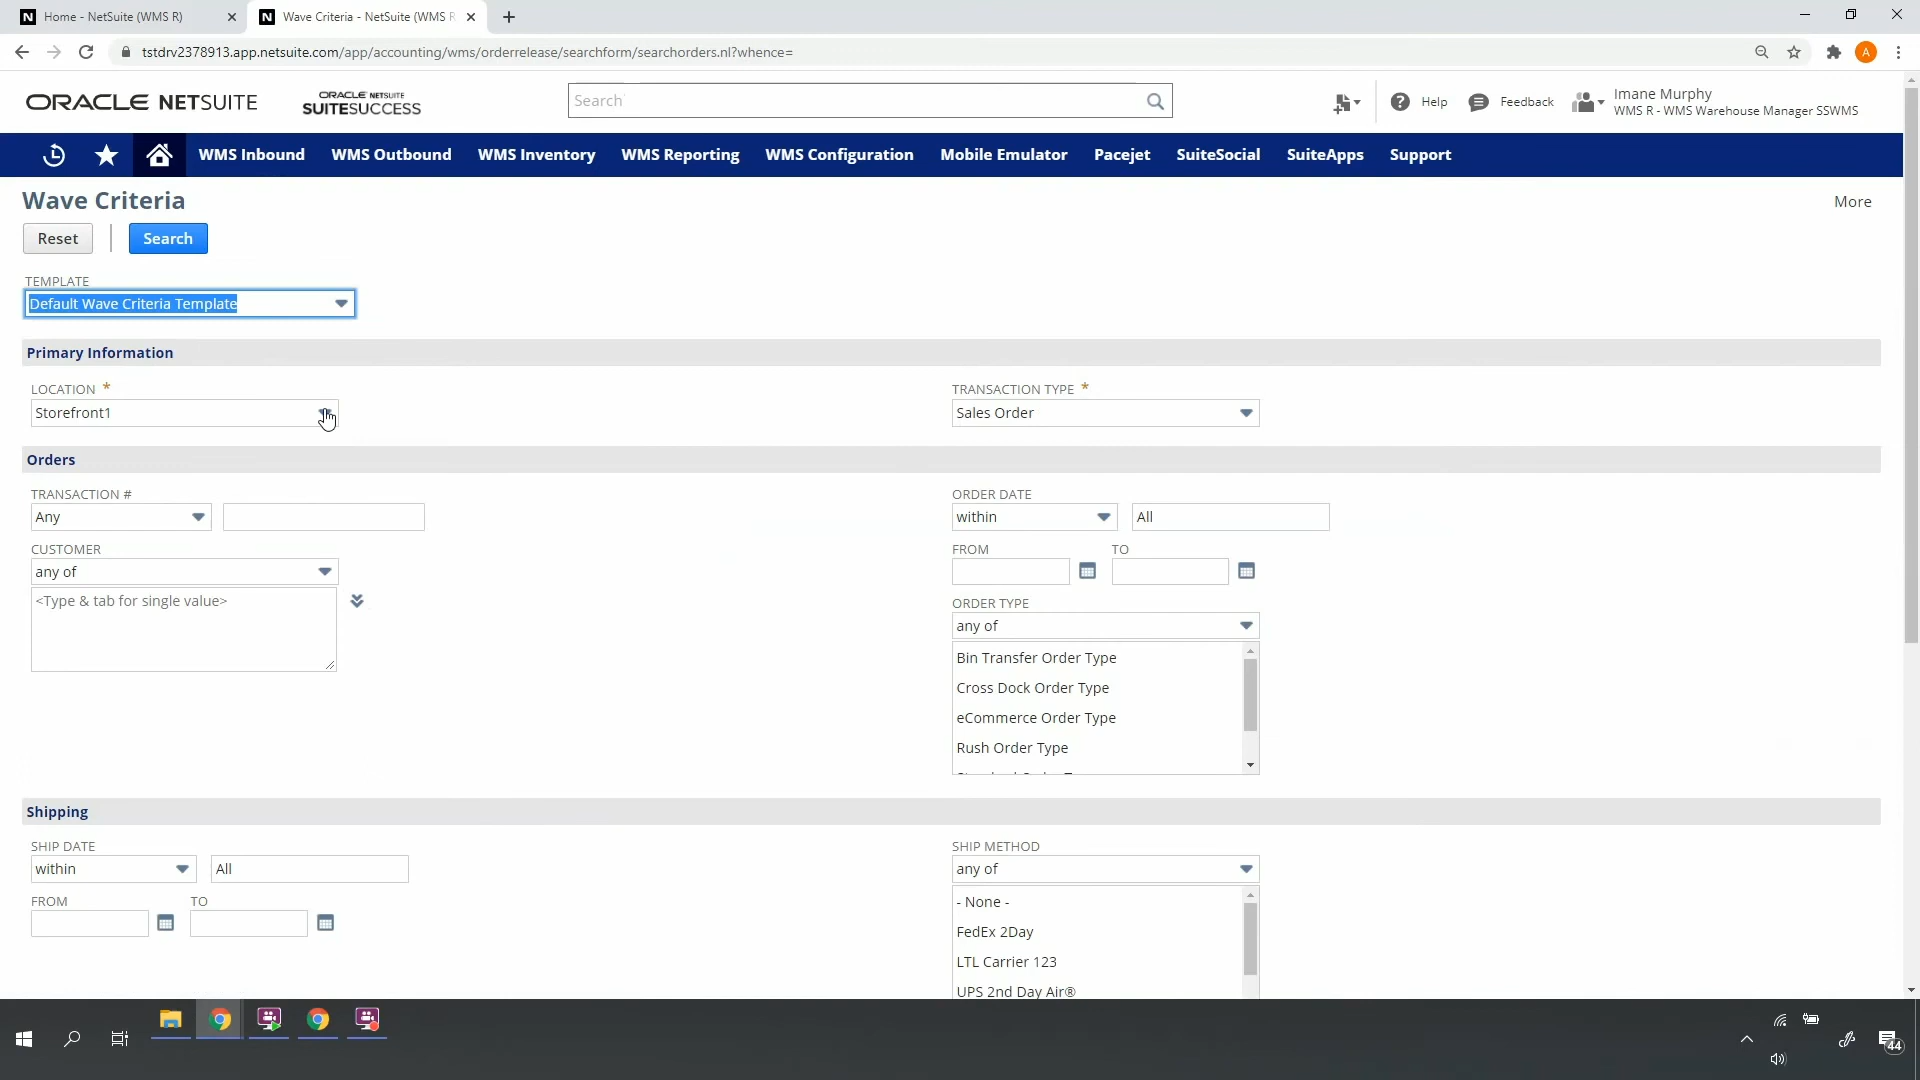 Home - NetSuite (WMS R)
Wave Criteria - NetSuite (WMS R
tstdrv2378913.app.netsuite.com/app/accounting/wms/orderrelease/searchform/searchorders.nl?whence=
A
ORACLE NETSUITE
ORACLE NETSUITE
SUITESUCCESS
Search
Help
Feedback
Imane Murphy
WMS R - WMS Warehouse Manager SSWMS
WMS Inbound
WMS Outbound
WMS Inventory
WMS Reporting
WMS Configuration
Mobile Emulator
Pacejet
SuiteSocial
SuiteApps
Support
Wave Criteria
More
Reset
Search
TEMPLATE
Default Wave Criteria Template
Primary Information
LOCATION *
Storefront1
TRANSACTION TYPE *
Sales Order
Orders
TRANSACTION #
Any
CUSTOMER
any of
<Type & tab for single value>
ORDER DATE
within
All
FROM
TO
ORDER TYPE
any of
Bin Transfer Order Type
Cross Dock Order Type
eCommerce Order Type
Rush Order Type
Shipping
SHIP DATE
within
All
FROM
TO
SHIP METHOD
any of
- None -
FedEx 2Day
LTL Carrier 123
UPS 2nd Day Air®
44